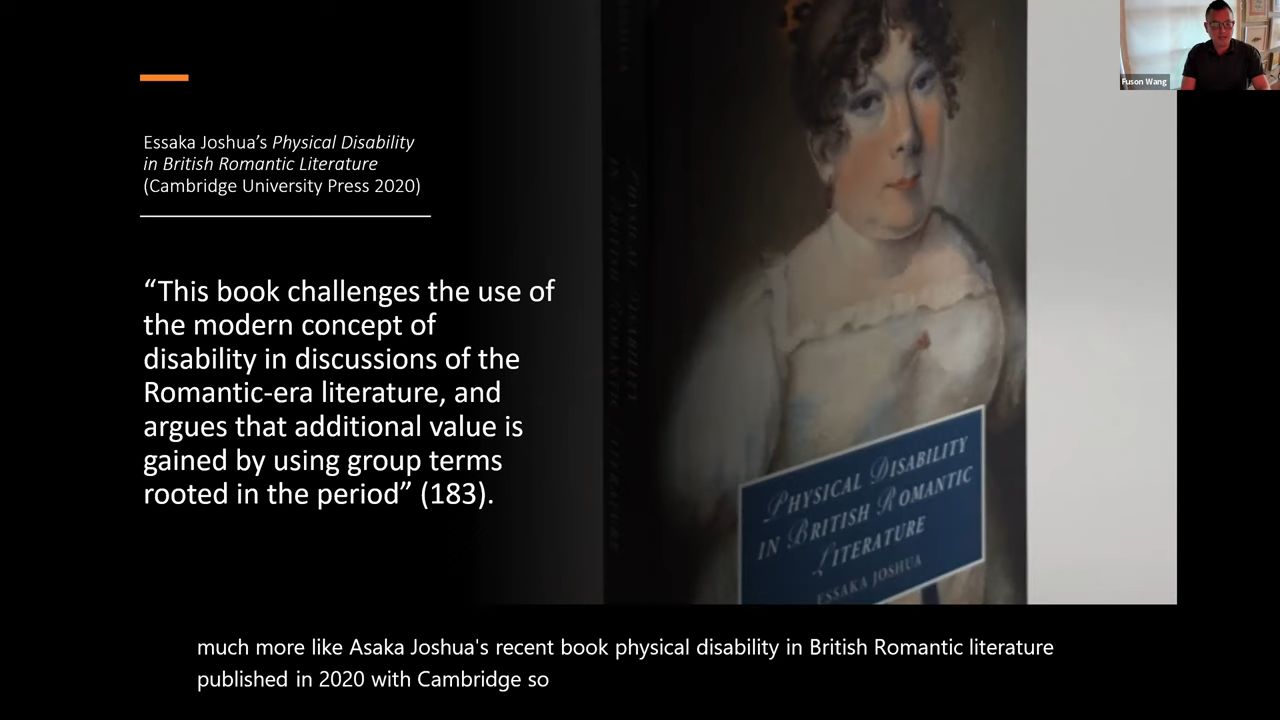 Fuson Wang
Essaka Joshua’s Physical Disability
in British Romantic Literature
(Cambridge University Press 2020)
“This book challenges the use of
the modern concept of
disability in discussions of the
Romantic-era literature, and
argues that additional value is
gained by using group terms
rooted in the period” (183).
PHYSICAL DISABILITY
IN BRITISH ROMANTIC
LITERATURE
ESSAKA JOSHUA
much more like Asaka Joshua's recent book physical disability in British Romantic literature
published in 2020 with Cambridge so